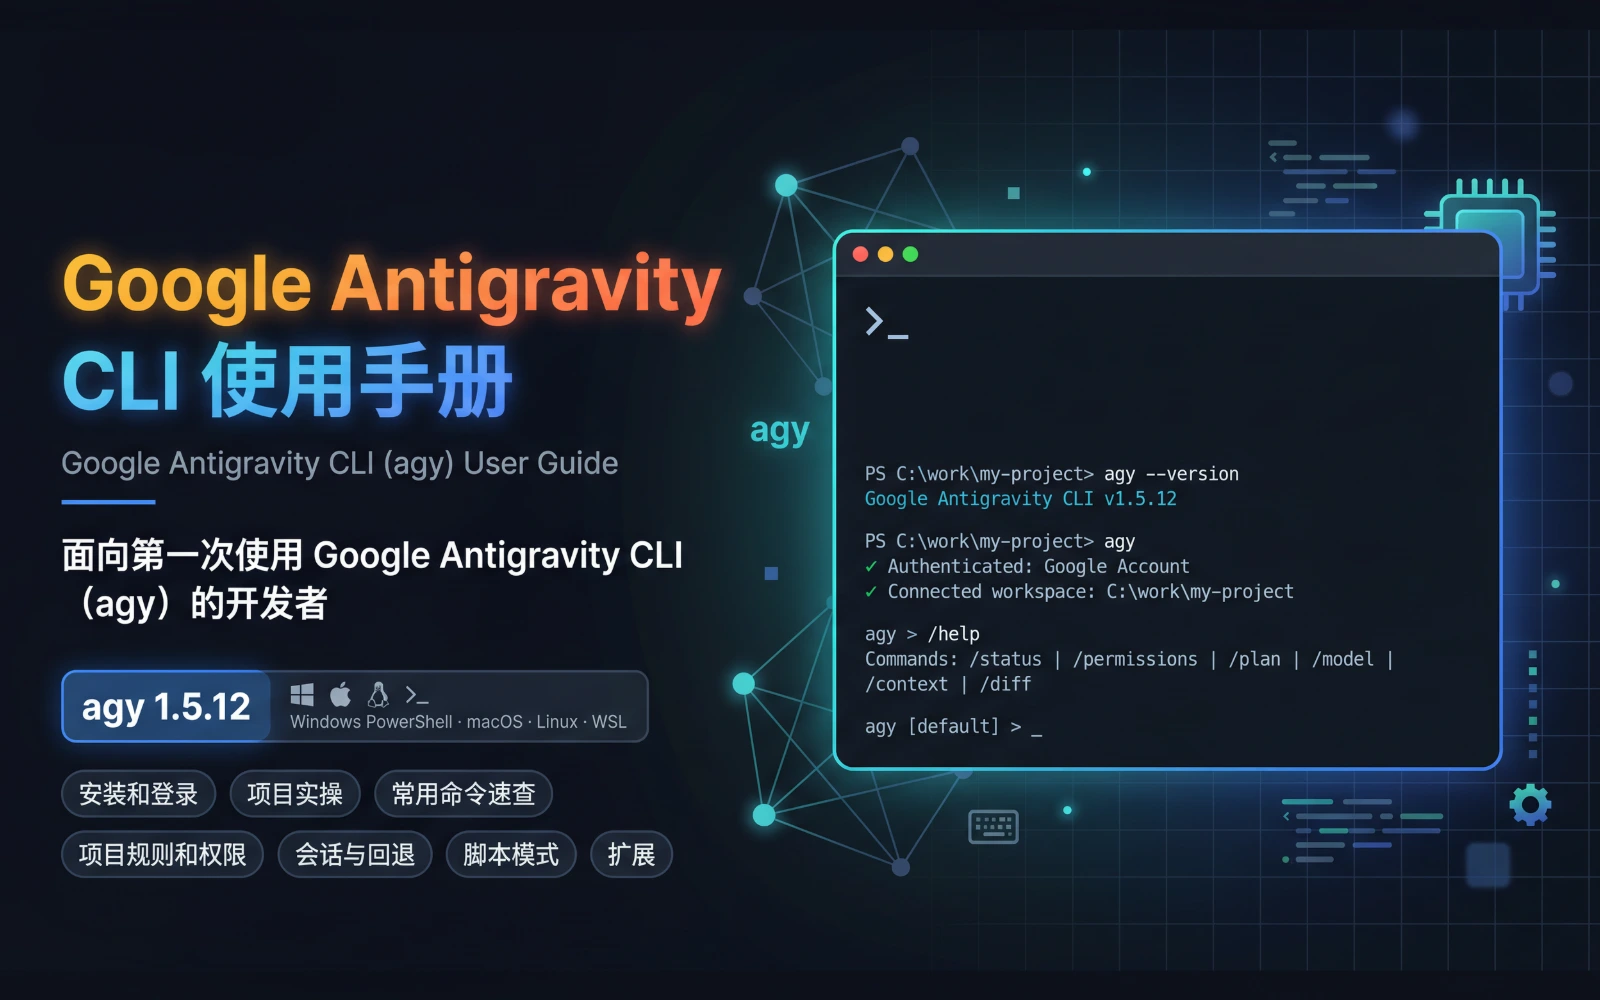 Google Antigravity
CLI 使用手册
Google Antigravity CLI (agy) User Guide
面向第一次使用 Google Antigravity CLI
（agy）的开发者
agy 1.5.12
Windows PowerShell · macOS · Linux · WSL
安装和登录
项目实操
常用命令速查
项目规则和权限
会话与回退
脚本模式
扩展
agy
>_
PS C:\work\my-project> agy --version
Google Antigravity CLI v1.5.12
PS C:\work\my-project> agy
✓ Authenticated: Google Account
✓ Connected workspace: C:\work\my-project
agy > /help
Commands: /status | /permissions | /plan | /model |
/context | /diff
agy [default] > _